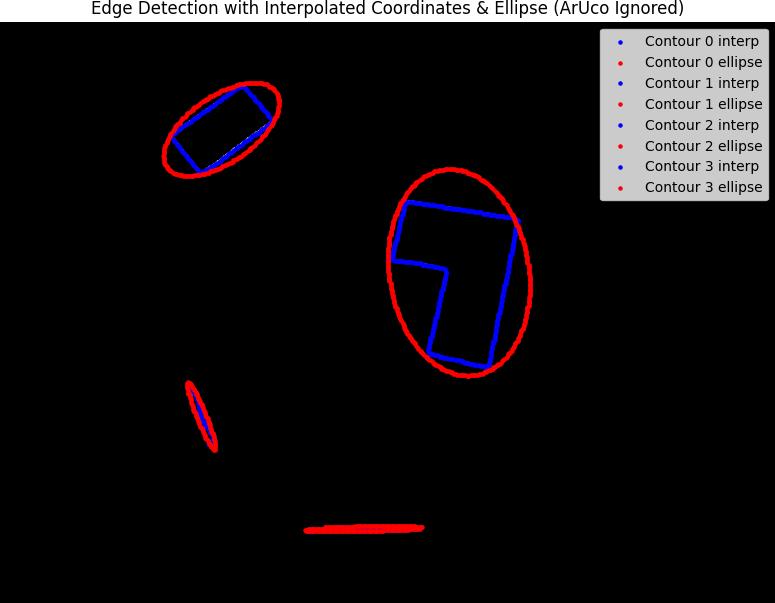 Edge Detection with Interpolated Coordinates & Ellipse (ArUco Ignored)
Contour 0 interp
Contour 0 ellipse
Contour 1 interp
Contour 1 ellipse
Contour 2 interp
Contour 2 ellipse
Contour 3 interp
Contour 3 ellipse